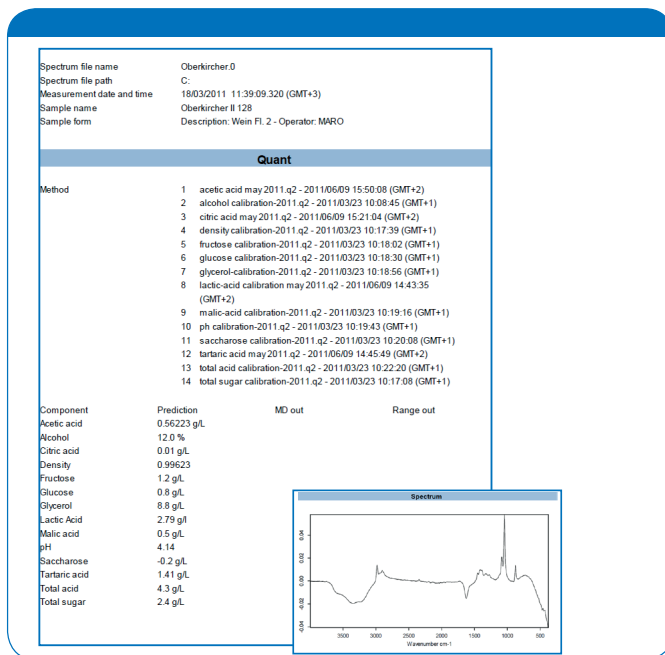 Spectrum file name Oberkircher.0
Spectrum file path C:
Measurement date and time 18/03/2011 11:39:09.320 (GMT+3)
Sample name Oberkircher II 128
Sample form Description: Wein Fl. 2 - Operator: MARO
Quant
Method 1 acetic acid may 2011.q2 - 2011/06/09 15:50:08 (GMT+2)
2 alcohol calibration-2011.q2 - 2011/03/23 10:08:45 (GMT+1)
3 citric acid may 2011.q2 - 2011/06/09 15:21:04 (GMT+2)
4 density calibration-2011.q2 - 2011/03/23 10:17:39 (GMT+1)
5 fructose calibration-2011.q2 - 2011/03/23 10:18:02 (GMT+1)
6 glucose calibration-2011.q2 - 2011/03/23 10:18:30 (GMT+1)
7 glycerol-calibration-2011.q2 - 2011/03/23 10:18:56 (GMT+1)
8 lactic-acid calibration may 2011.q2 - 2011/06/09 14:43:35
(GMT+2)
9 malic-acid calibration-2011.q2 - 2011/03/23 10:19:16 (GMT+1)
10 ph calibration-2011.q2 - 2011/03/23 10:19:43 (GMT+1)
11 saccharose calibration-2011.q2 - 2011/03/23 10:20:08 (GMT+1)
12 tartaric acid may 2011.q2 - 2011/06/09 14:45:49 (GMT+2)
13 total acid calibration-2011.q2 - 2011/03/23 10:22:20 (GMT+1)
14 total sugar calibration-2011.q2 - 2011/03/23 10:17:08 (GMT+1)
Component Prediction MD out Range out
Acetic acid 0.56223 g/L
Alcohol 12.0 %
Citric acid 0.01 g/L
Density 0.99623
Fructose 1.2 g/L
Glucose 0.8 g/L
Glycerol 8.8 g/L
Lactic Acid 2.79 g/l
Malic acid 0.5 g/L
pH 4.14
Saccharose -0.2 g/L
Tartaric acid 1.41 g/L
Total acid 4.3 g/L
Total sugar 2.4 g/L
Spectrum
0.04
0.02
0.00
-0.02
-0.04
3500 3000 2500 2000 1500 1000 500
Wavenumber cm-1